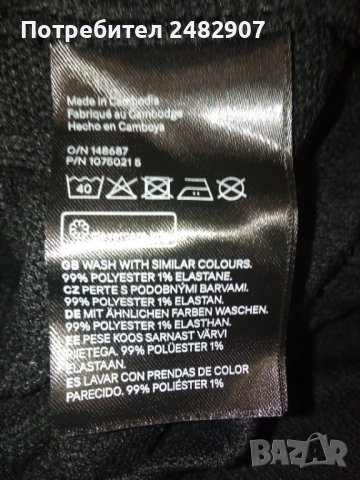 Потребител 2482907
Made in Cambodia
Fabriqué au Cambodge
Hecho en Camboya
O/N 148687
P/N 1075021 5
40
GB WASH WITH SIMILAR COLOURS.
99% POLYESTER 1% ELASTANE.
CZ PERTE S PODOBNÝMI BARVAMI.
99% POLYESTER 1% ELASTAN.
DE MIT ÄHNLICHEN FARBEN WASCHEN.
99% POLYESTER 1% ELASTHAN.
EE PESE KOOS SARNAST VÄRVI
RIIETEGA. 99% POLÜESTER 1%
ELASTAAN.
ES LAVAR CON PRENDAS DE COLOR
PARECIDO. 99% POLIÉSTER 1%
BAZAR